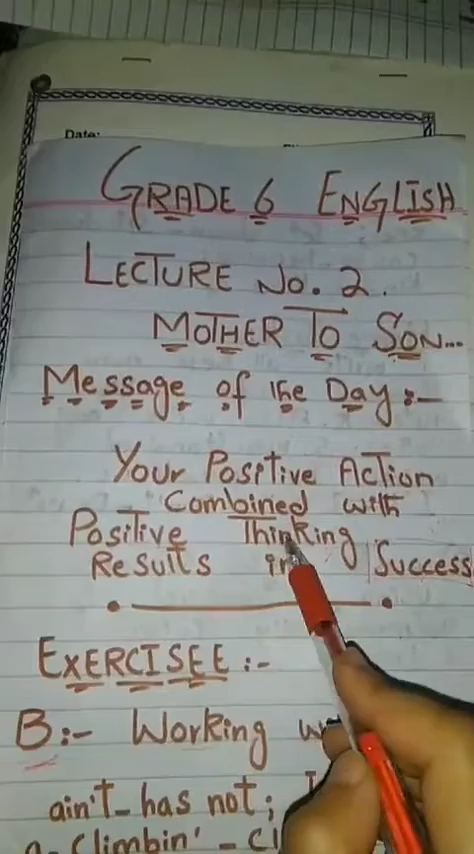 Date:
GRADE 6 ENGLISH
LECTURE No. 2.
MOTHER TO SON...
Message of the Day :-
Your Positive Action
Combined with
Positive Thinking
Results in Success
EXERCISEE :-
B :- Working
ain't - has not;
a-climbin' -